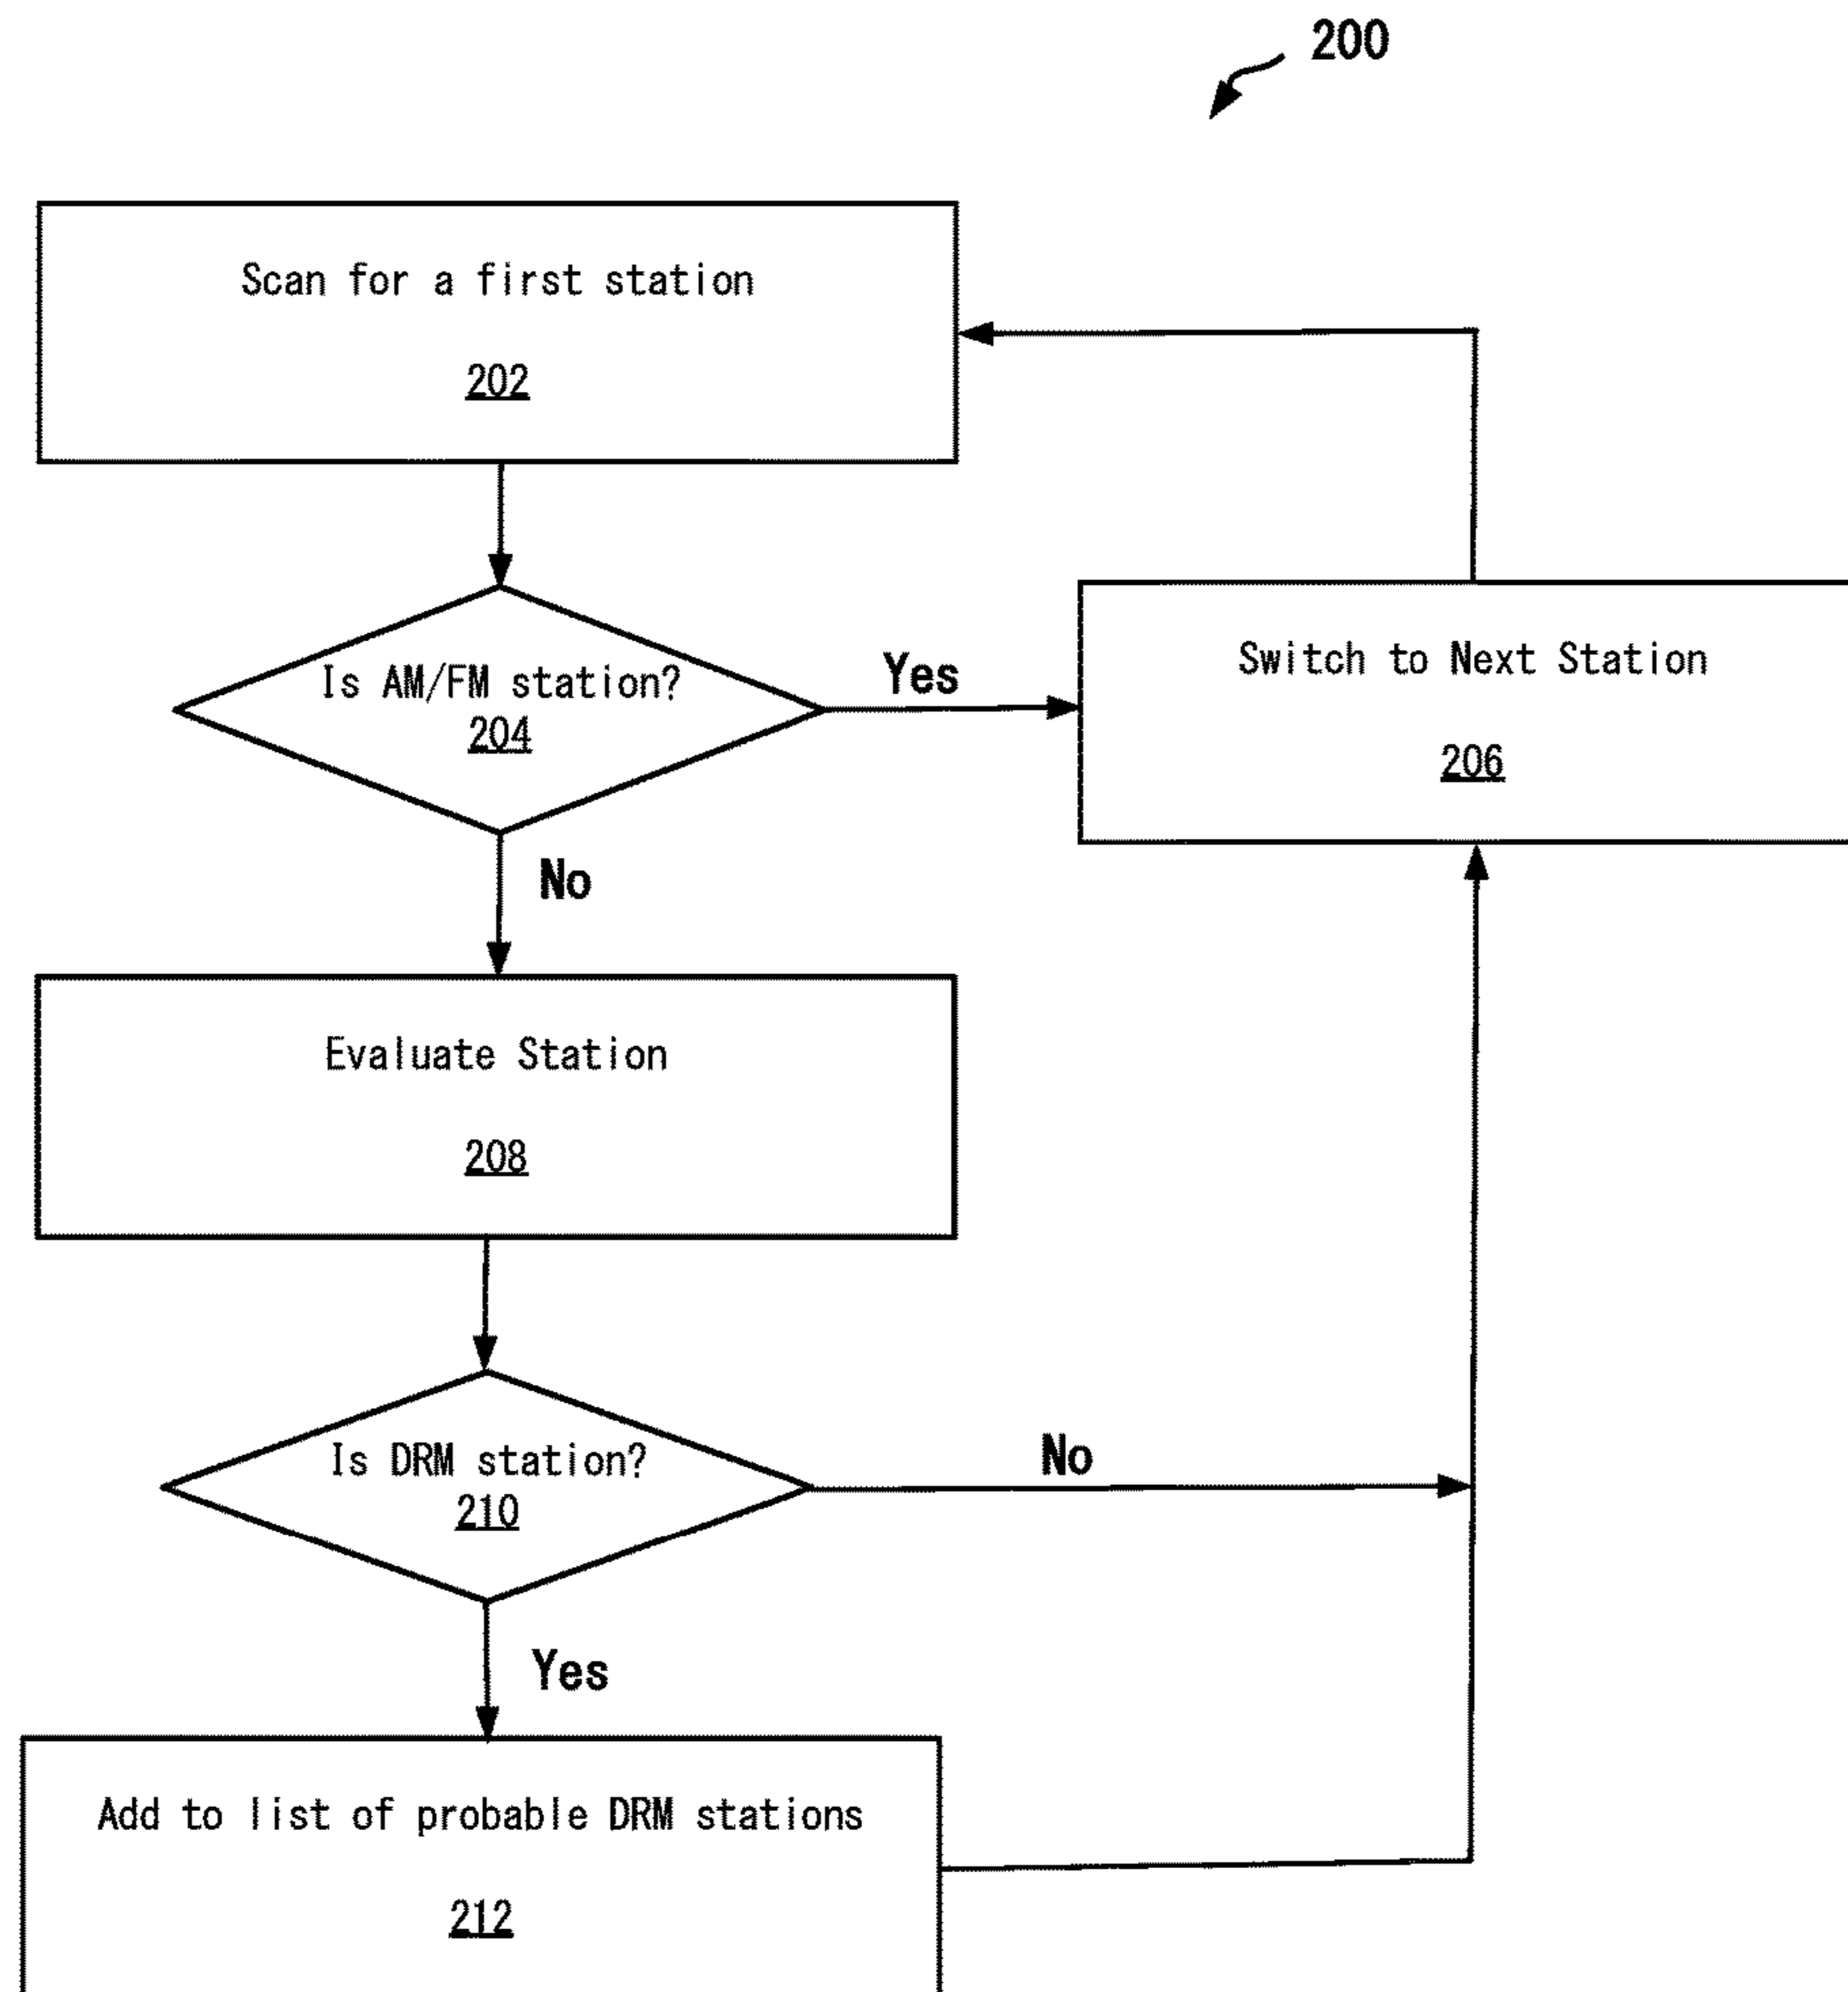 200
Scan for a first station
202
Is AM/FM station?
204
Yes
Switch to Next Station
206
No
Evaluate Station
208
Is DRM station?
210
No
Yes
Add to list of probable DRM stations
212